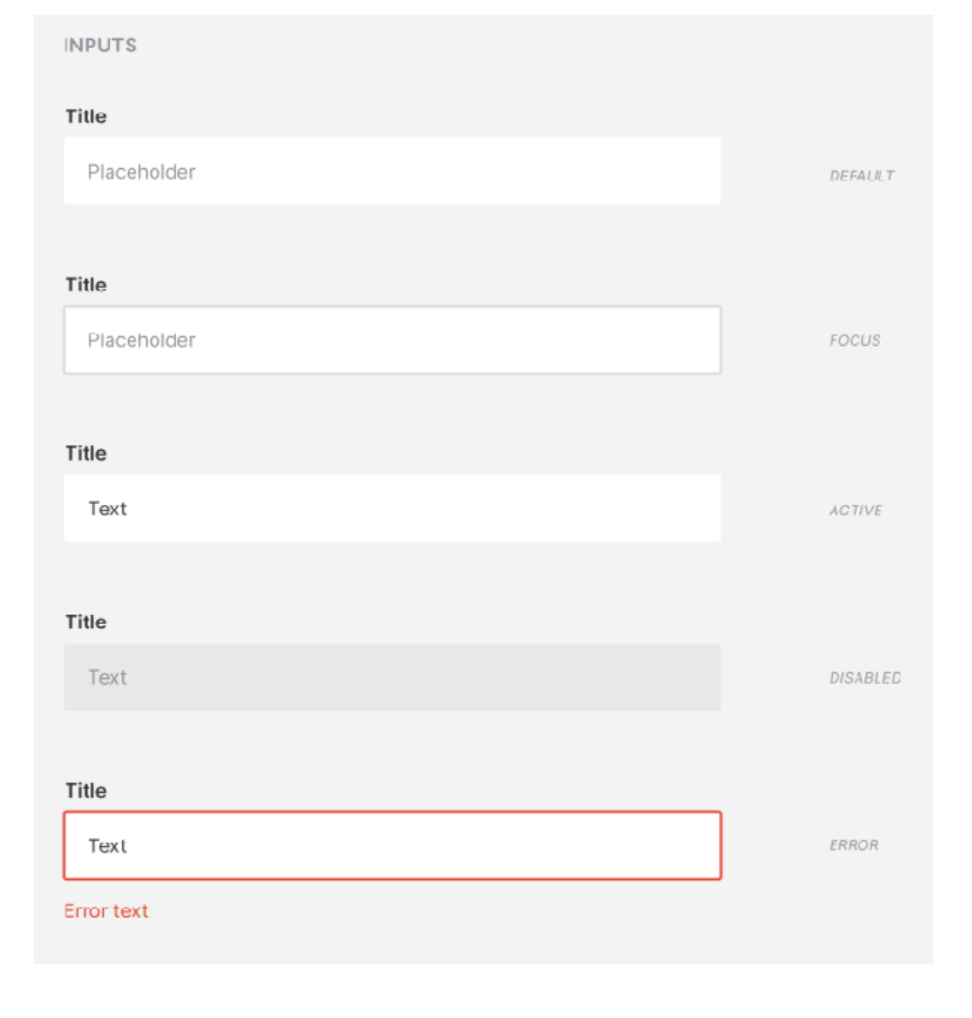 INPUTS
Title
Placeholder
DEFAULT
Title
Placeholder
FOCUS
Title
Text
ACTIVE
Title
Text
DISABLED
Title
Text
ERROR
Error text